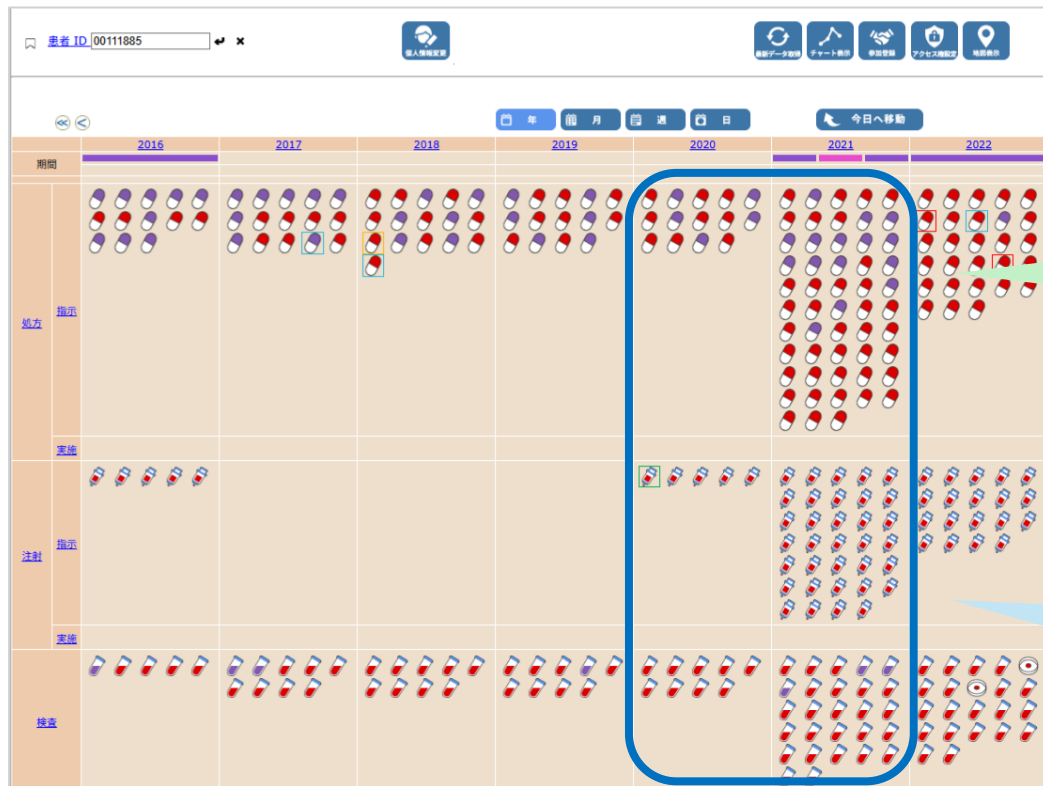 患者 ID 00111885
個人情報変更
最新データ取得
チャート表示
参加登録
アクセス権設定
地図表示
年
月
週
日
今日へ移動
2016 2017 2018 2019 2020 2021 2022
期間
処方
指示
実施
注射
指示
実施
検査